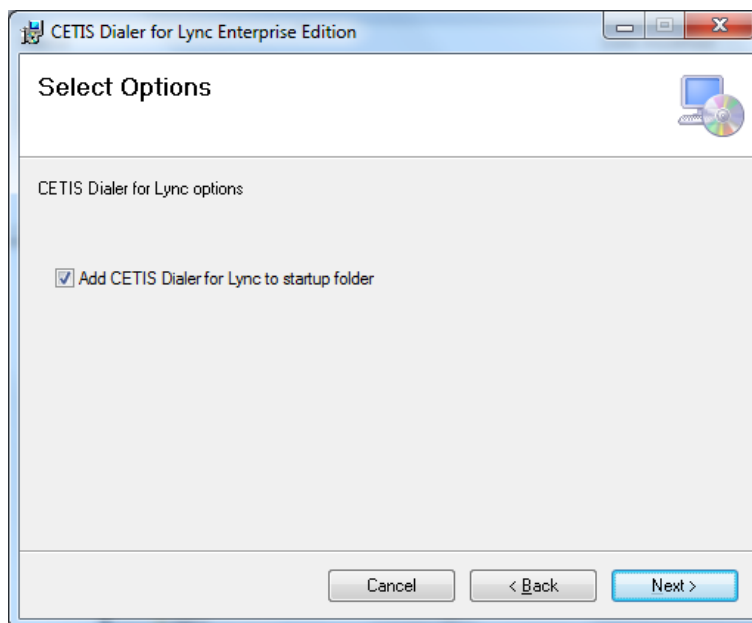 CETIS Dialer for Lync Enterprise Edition
Select Options
CETIS Dialer for Lync options
Add CETIS Dialer for Lync to startup folder
Cancel
< Back
Next >